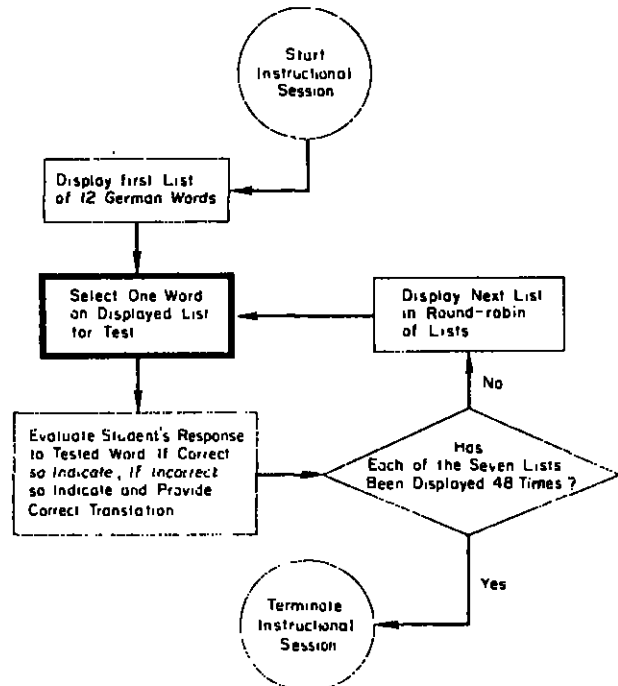 Start
Instructional
Session
Display first List
of 12 German Words
Select One Word
on Displayed List
for Test
Display Next List
in Round-robin
of Lists
No
Evaluate Student's Response
to Tested Word If Correct
so Indicate, If Incorrect
so Indicate and Provide
Correct Translation
Has
Each of the Seven Lists
Been Displayed 48 Times?
Yes
Terminate
Instructional
Session